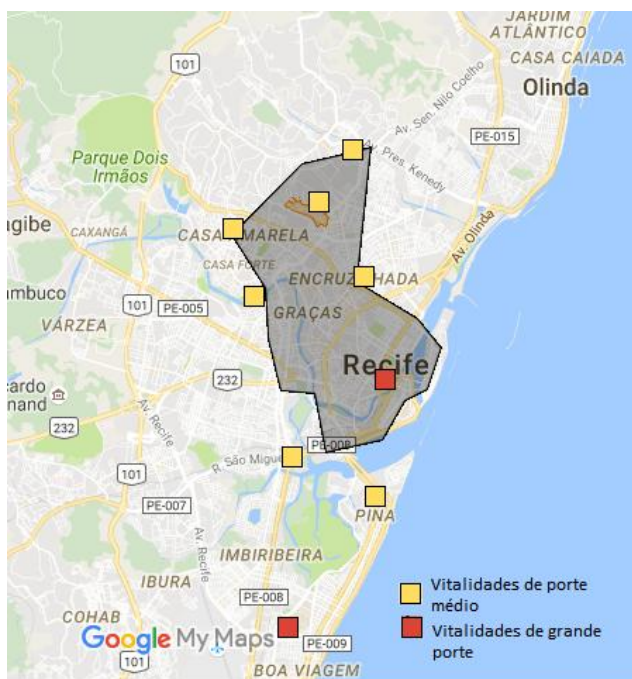 JARDIM
ATLÂNTICO
CASA CAIADA
101
Olinda
Av. Sen. Nilo Coelho
PE-015
Av. Pres. Kenedy
Parque Dois
Irmãos
agibe
CAXANGÁ
CASA AMARELA
Av. Olinda
CASA FORTE
ENCRUZILHADA
ambuco
101
PE-005
GRAÇAS
VÁRZEA
Recife
232
cardo
nand
232
Av. Recife
PE-008
R. São Migue
101
PE-007
PINA
Av. Recife
IMBIRIBEIRA
IBURA
PE-008
Vitalidades de porte
médio
COHAB
Google My Maps
PE-009
Vitalidades de grande
porte
101
BOA VIAGEM